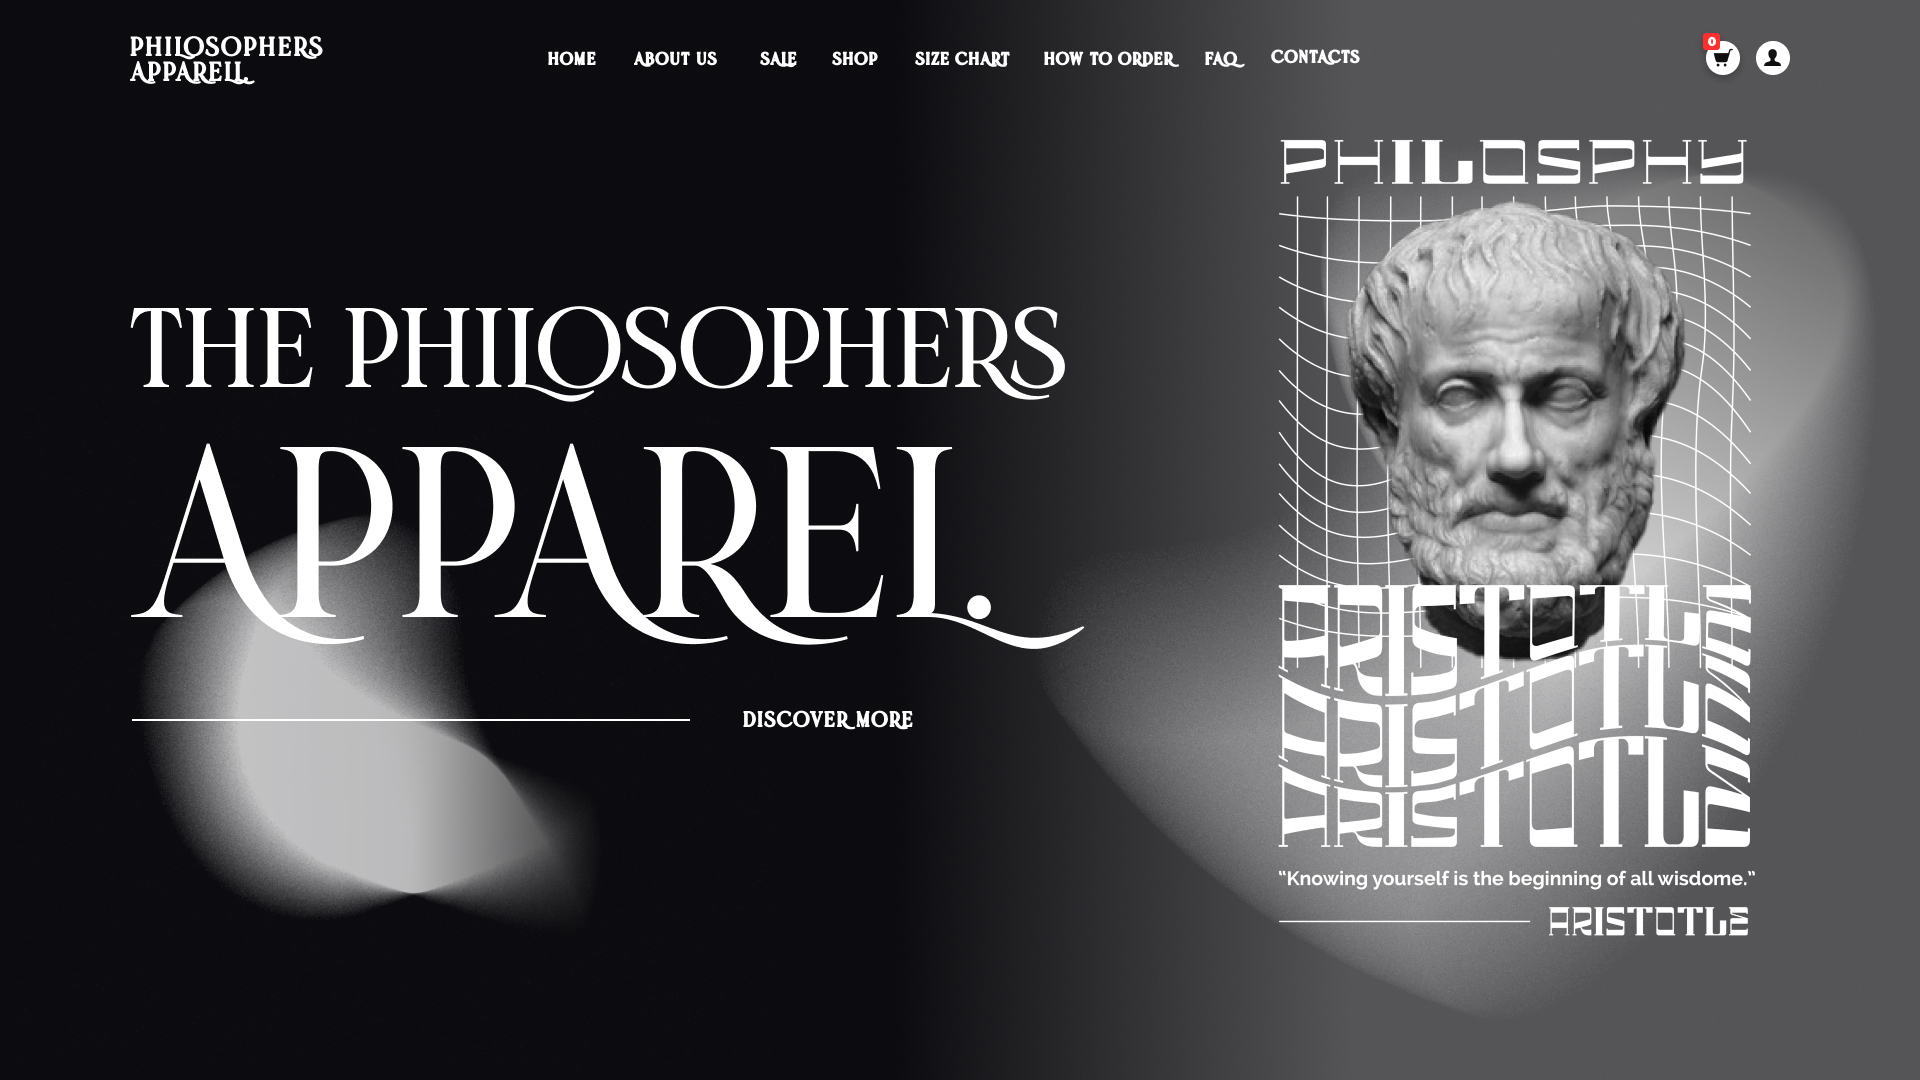 PHILOSOPHERS
APPAREL.
HOME ABOUT US SALE SHOP SIZE CHART HOW TO ORDER FAQ CONTACTS
0
PHILOSPHY
THE PHILOSOPHERS
APPAREL.
DISCOVER MORE
ARISTOTLE
ARISTOTLE
ARISTOTLE
“Knowing yourself is the beginning of all wisdome.”
ARISTOTLE